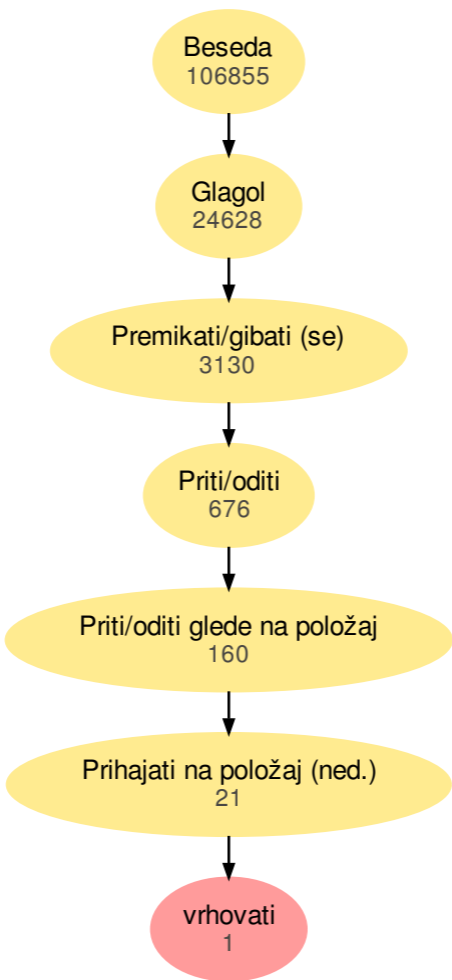 Beseda
106855
Glagol
24628
Premikati/gibati (se)
3130
Priti/oditi
676
Priti/oditi glede na položaj
160
Prihajati na položaj (ned.)
21
vrhovati
1